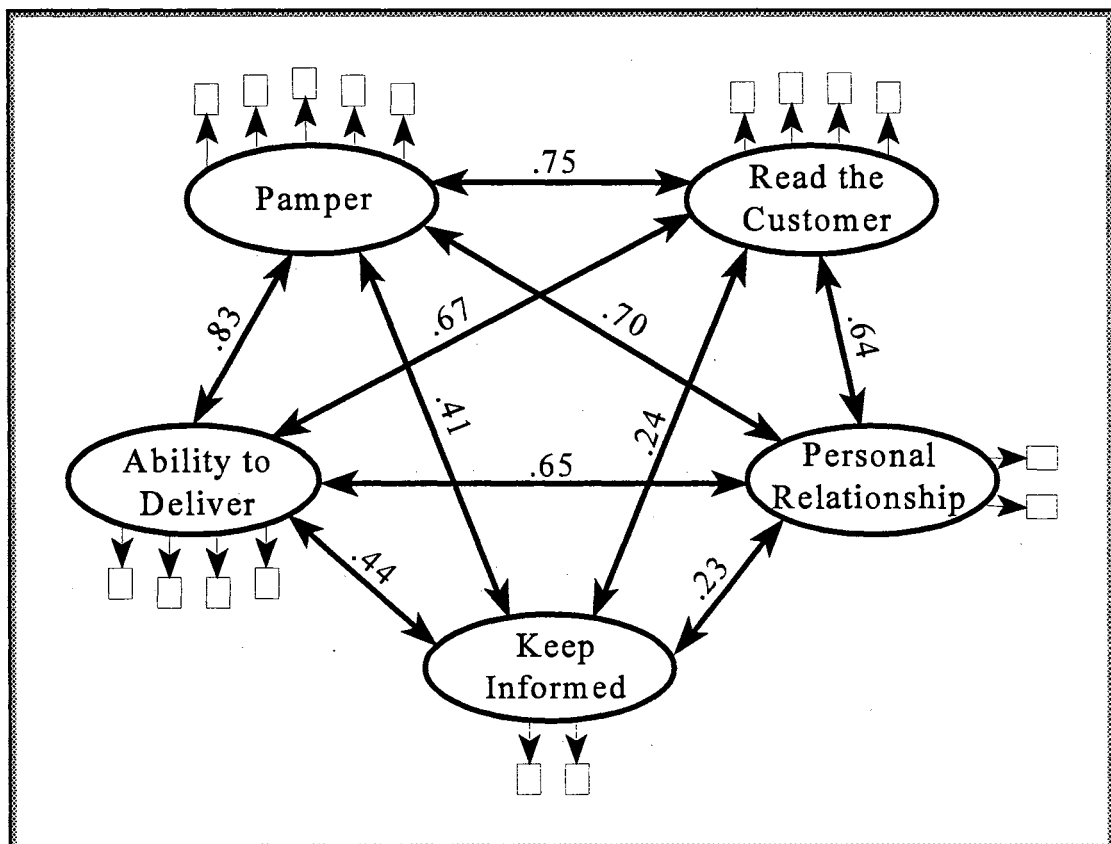 .75
Pamper
Read the
Customer
.83
.67
.70
.64
.41
.24
Ability to
Deliver
.65
Personal
Relationship
.44
.23
Keep
Informed